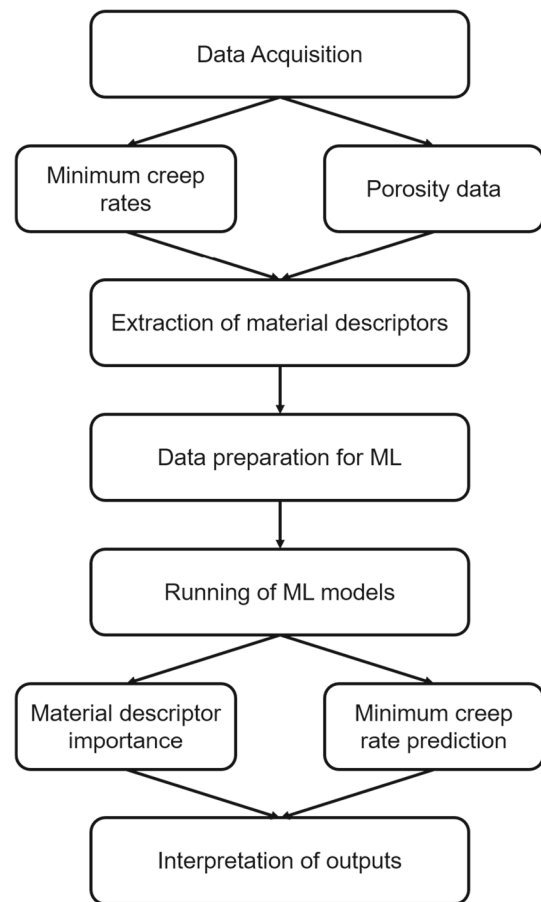 Data Acquisition
Minimum creep
rates
Porosity data
Extraction of material descriptors
Data preparation for ML
Running of ML models
Material descriptor
importance
Minimum creep
rate prediction
Interpretation of outputs